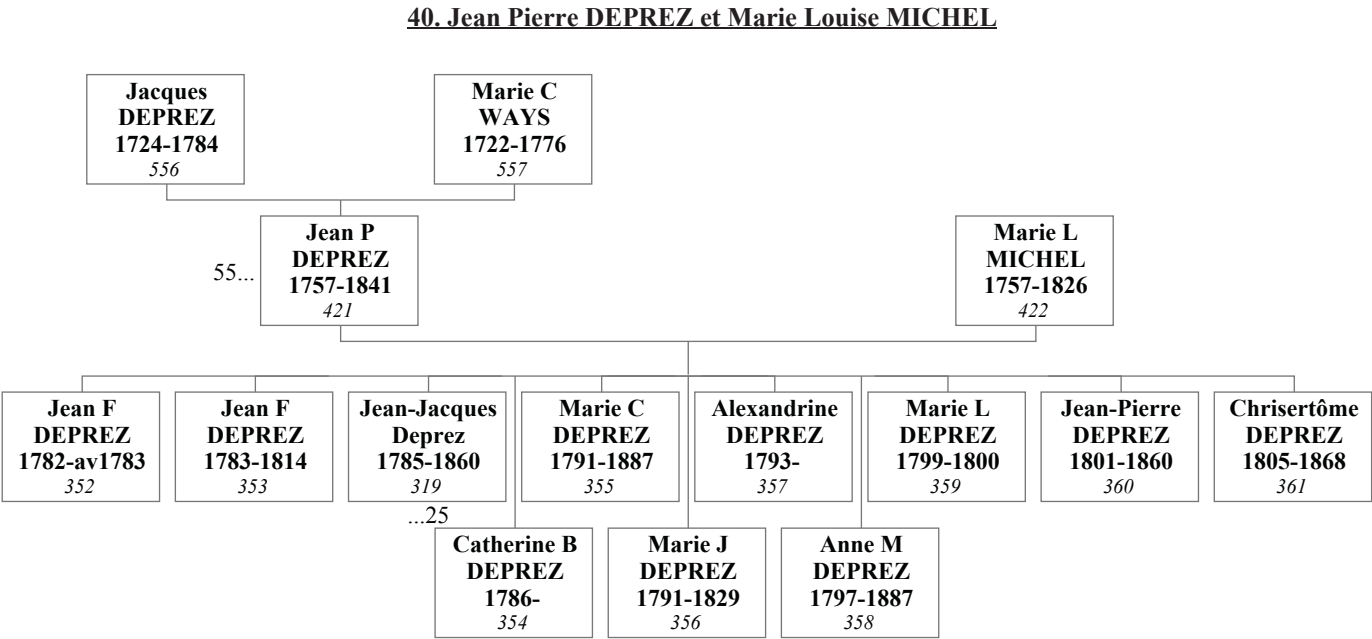 40. Jean Pierre DEPREZ et Marie Louise MICHEL
Jacques
DEPREZ
1724-1784
556
Marie C
WAYS
1722-1776
557
55...
Jean P
DEPREZ
1757-1841
421
Marie L
MICHEL
1757-1826
422
Jean F
DEPREZ
1782-av1783
352
Jean F
DEPREZ
1783-1814
353
Jean-Jacques
Deprez
1785-1860
319
...25
Marie C
DEPREZ
1791-1887
355
Alexandrine
DEPREZ
1793-
357
Marie L
DEPREZ
1799-1800
359
Jean-Pierre
DEPREZ
1801-1860
360
Chrisertôme
DEPREZ
1805-1868
361
Catherine B
DEPREZ
1786-
354
Marie J
DEPREZ
1791-1829
356
Anne M
DEPREZ
1797-1887
358